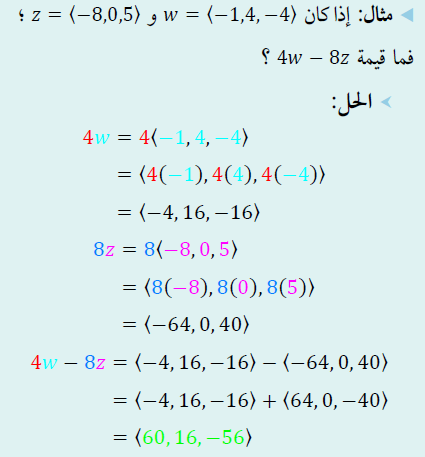 مثال: إذا كان w = ⟨−1,4, −4⟩ و z = ⟨−8,0,5⟩ ؛
فما قيمة 4w − 8z ؟
الحل:
4w = 4⟨−1, 4, −4⟩
= ⟨4(−1), 4(4), 4(−4)⟩
= ⟨−4, 16, −16⟩
8z = 8⟨−8, 0, 5⟩
= ⟨8(−8), 8(0), 8(5)⟩
= ⟨−64, 0, 40⟩
4w − 8z = ⟨−4, 16, −16⟩ − ⟨−64, 0, 40⟩
= ⟨−4, 16, −16⟩ + ⟨64, 0, −40⟩
= ⟨60, 16, −56⟩